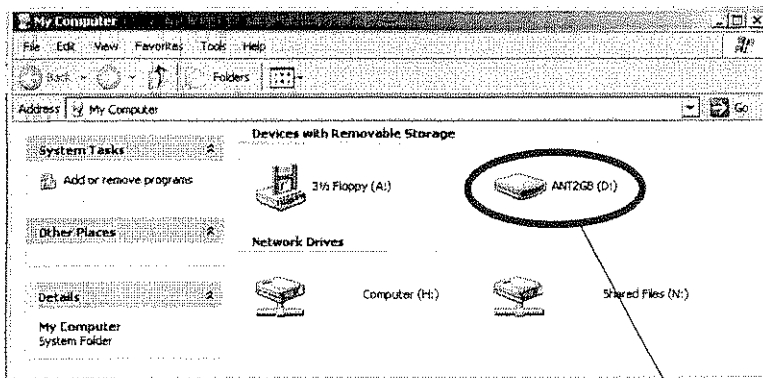 My Computer
File Edit View Favorites Tools Help
Back Folders
Address My Computer Go
System Tasks
Add or remove programs
Other Places
Details
My Computer
System Folder
Devices with Removable Storage
3½ Floppy (A:) ANT2GB (D:)
Network Drives
Computer (H:) Shared Files (N:)